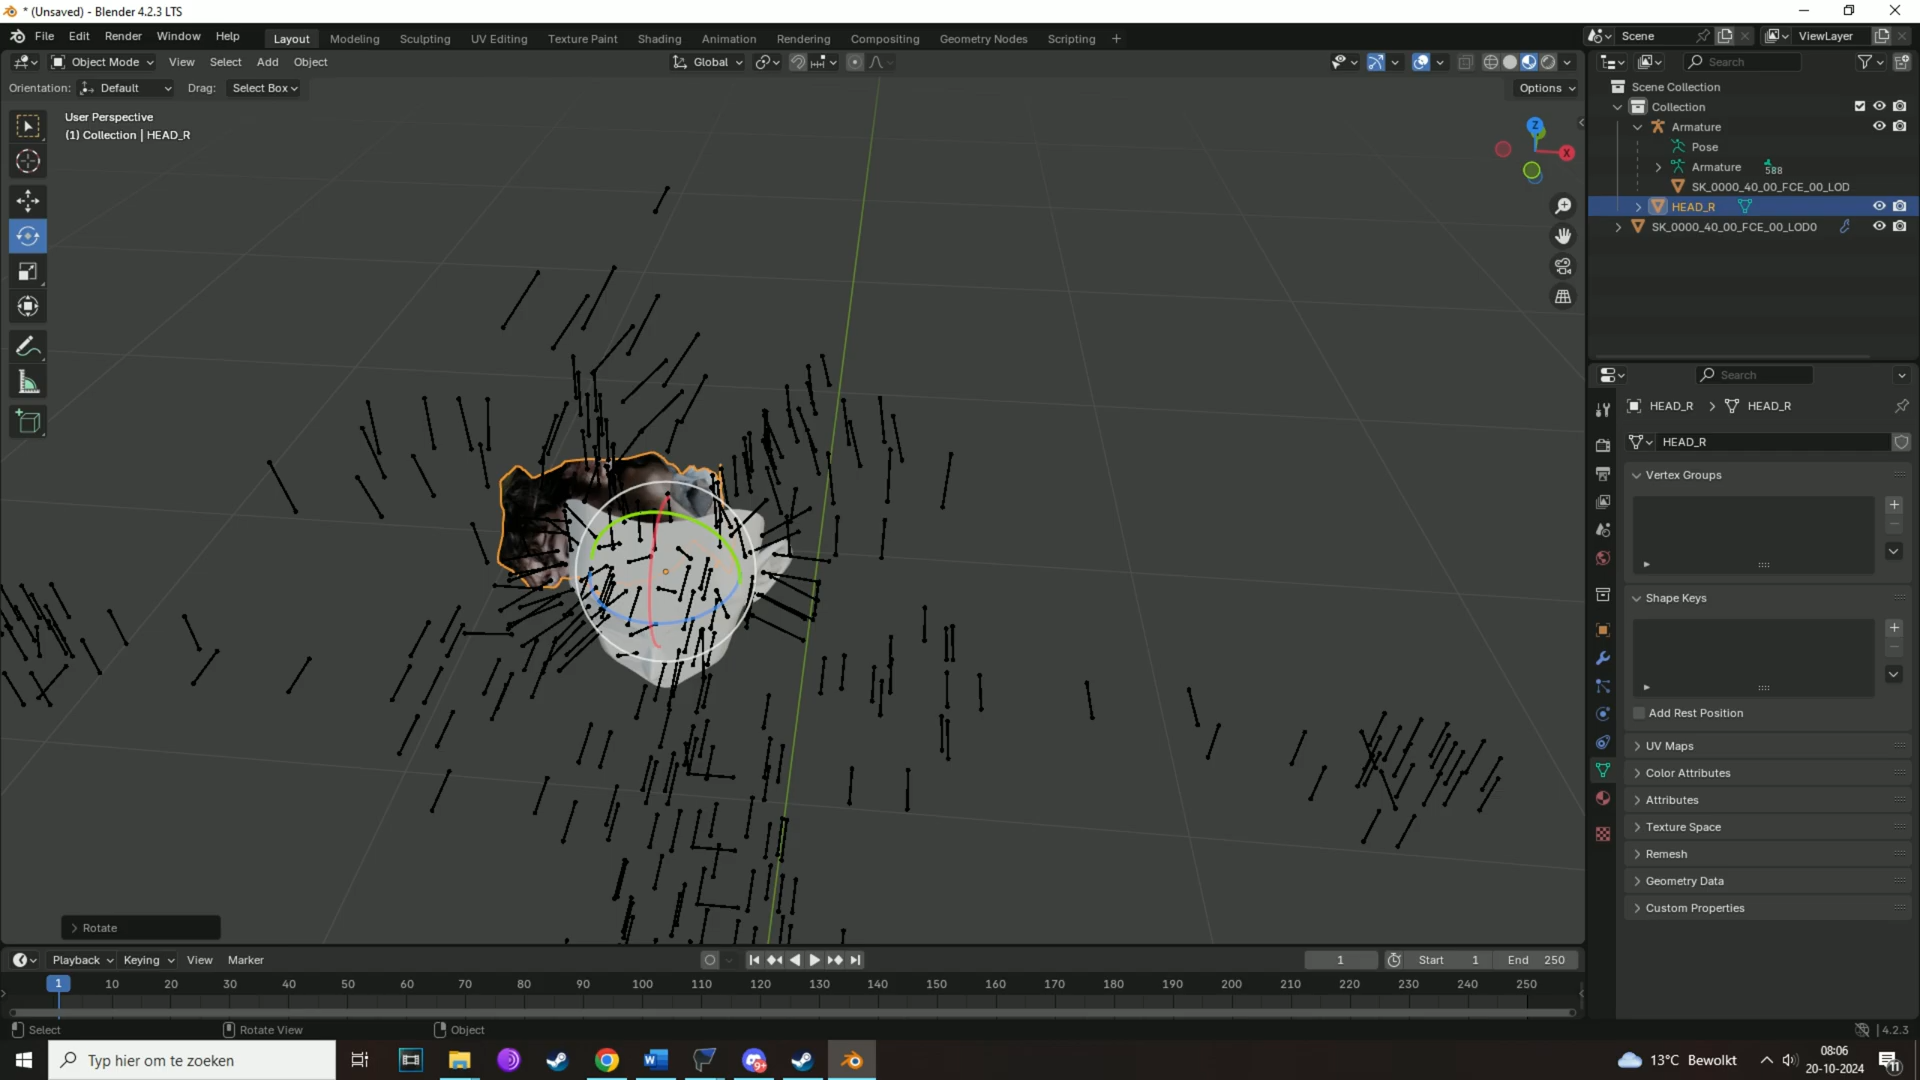 * (Unsaved) - Blender 4.2.3 LTS
File Edit Render Window Help Layout Modeling Sculpting UV Editing Texture Paint Shading Animation Rendering Compositing Geometry Nodes Scripting + Scene ViewLayer
Object Mode View Select Add Object Global Search
Orientation: Default Drag: Select Box Options
Scene Collection
User Perspective
(1) Collection | HEAD_R
Collection
Armature
Pose
Armature 588
SK_0000_40_00_FCE_00_LOD
HEAD_R
SK_0000_40_00_FCE_00_LOD0
Z
X
Search
HEAD_R > HEAD_R
HEAD_R
Vertex Groups
Shape Keys
Add Rest Position
UV Maps
Color Attributes
Attributes
Texture Space
Remesh
Geometry Data
Custom Properties
Rotate
Playback Keying View Marker 1 Start 1 End 250
1 10 20 30 40 50 60 70 80 90 100 110 120 130 140 150 160 170 180 190 200 210 220 230 240 250
Select Rotate View Object 4.2.3
Typ hier om te zoeken 9+ 13°C Bewolkt 08:06
20-10-2024 11